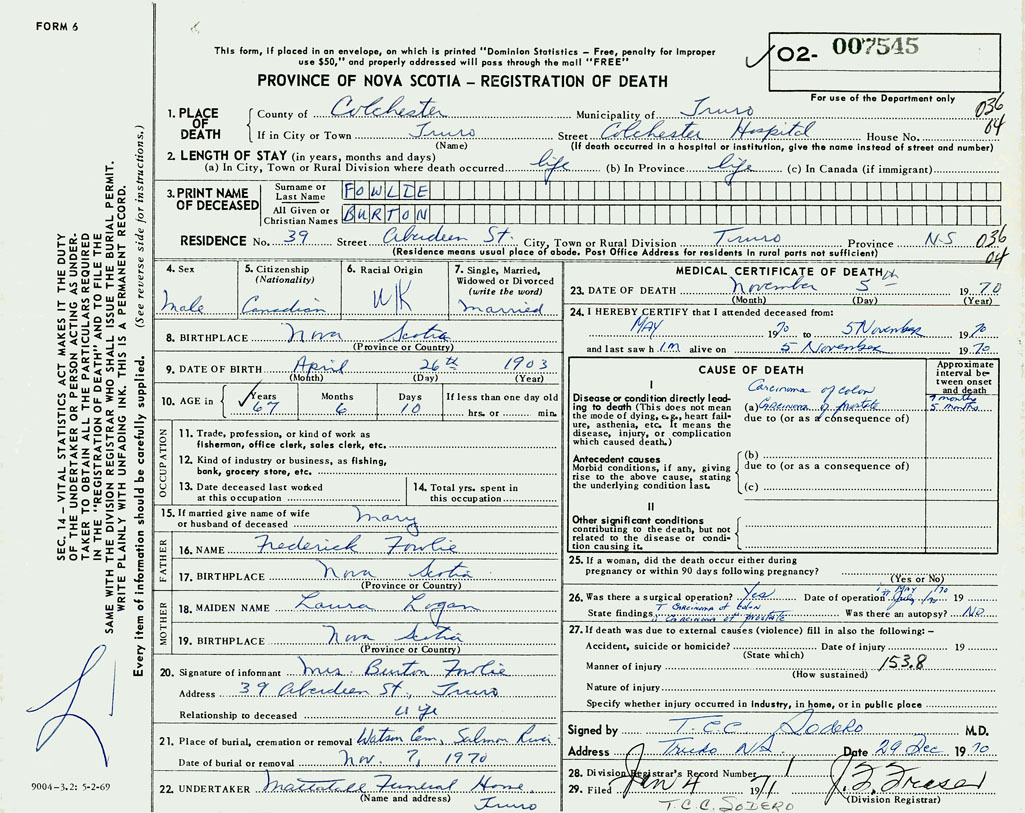 FORM 6
This form, if placed in an envelope, on which is printed "Dominion Statistics – Free, penalty for improper
use $50," and properly addressed will pass through the mail "FREE"
O2- 007545
PROVINCE OF NOVA SCOTIA – REGISTRATION OF DEATH
For use of the Department only
036
04
1. PLACE OF DEATH
County of Colchester Municipality of Truro
If in City or Town Truro Street Colchester Hospital House No.
(Name) (If death occurred in a hospital or institution, give the name instead of street and number)
2. LENGTH OF STAY (in years, months and days)
(a) In City, Town or Rural Division where death occurred life (b) In Province life (c) In Canada (if immigrant)
3. PRINT NAME OF DECEASED
Surname or Last Name FOWLIE
All Given or Christian Names BURTON
RESIDENCE No. 39 Street Aberdeen St. City, Town or Rural Division Truro Province N-S 036
(Residence means usual place of abode. Post Office Address for residents in rural parts not sufficient) 04
4. Sex
Male
5. Citizenship
(Nationality)
Canadian
6. Racial Origin
W/K
7. Single, Married,
Widowed or Divorced
(write the word)
Married
8. BIRTHPLACE Nova Scotia
(Province or Country)
9. DATE OF BIRTH April 26th 1903
(Month) (Day) (Year)
10. AGE in
Years Months Days If less than one day old
67 6 10 hrs. or min.
OCCUPATION
11. Trade, profession, or kind of work as
fisherman, office clerk, sales clerk, etc.
12. Kind of industry or business, as fishing,
bank, grocery store, etc.
13. Date deceased last worked
at this occupation
14. Total yrs. spent in
this occupation
15. If married give name of wife
or husband of deceased Mary
FATHER
16. NAME Frederick Fowlie
17. BIRTHPLACE Nova Scotia
(Province or Country)
MOTHER
18. MAIDEN NAME Laura Logan
19. BIRTHPLACE Nova Scotia
(Province or Country)
20. Signature of informant Mrs. Burton Fowlie
Address 39 Aberdeen St., Truro
Relationship to deceased Wife
21. Place of burial, cremation or removal Watson Cem, Salmon River
Date of burial or removal Nov. 7, 1970
22. UNDERTAKER Mattatall Funeral Home,
(Name and address) Truro
MEDICAL CERTIFICATE OF DEATH
23. DATE OF DEATH November 5th 1970
(Month) (Day) (Year)
24. I HEREBY CERTIFY that I attended deceased from:
MAY 1970 to 5 November 1970
and last saw him alive on 5 November 1970
CAUSE OF DEATH
Approximate
interval between
onset
and death
I
Disease or condition directly leading
to death (This does not
mean the mode of dying, e.g., heart failure,
asthenia, etc. It means the
disease, injury, or complication
which caused death.)
Carcinoma of colon
(a) Carcinoma of prostate 5 months
due to (or as a consequence of)
Antecedent causes
Morbid conditions, if any, giving
rise to the above cause, stating
the underlying condition last.
(b)
due to (or as a consequence of)
(c)
II
Other significant conditions
contributing to the death, but not
related to the disease or condition
causing it.
25. If a woman, did the death occur either during
pregnancy or within 90 days following pregnancy?
(Yes or No)
26. Was there a surgical operation? Yes Date of operation 19
State findings Carcinoma of Colon
Carcinoma of prostate Was there an autopsy? No
27. If death was due to external causes (violence) fill in also the following: –
Accident, suicide or homicide? Date of injury 19
(State which)
Manner of injury 153.8
(How sustained)
Nature of injury
Specify whether injury occurred in industry, in home, or in public place
Signed by T.C.C. Sodero M.D.
Address Truro NS Date 29 Dec 1970
28. Division Registrar's Record Number 1
29. Filed Jan 4 1971 J. F. Fraser
T.C.C. SODERO (Division Registrar)
SEC. 14 – VITAL STATISTICS ACT MAKES IT THE DUTY
OF THE UNDERTAKER OR PERSON ACTING AS UNDERTAKER
TO OBTAIN ALL THE PARTICULARS REQUIRED
IN THE "REGISTRATION OF DEATH" AND TO FILE THE
SAME WITH THE DIVISION REGISTRAR WHO SHALL ISSUE THE BURIAL PERMIT.
WRITE PLAINLY WITH UNFADING INK. THIS IS A PERMANENT RECORD.
Every item of information should be carefully supplied. (See reverse side for instructions.)
9004-3.2: 5-2-69